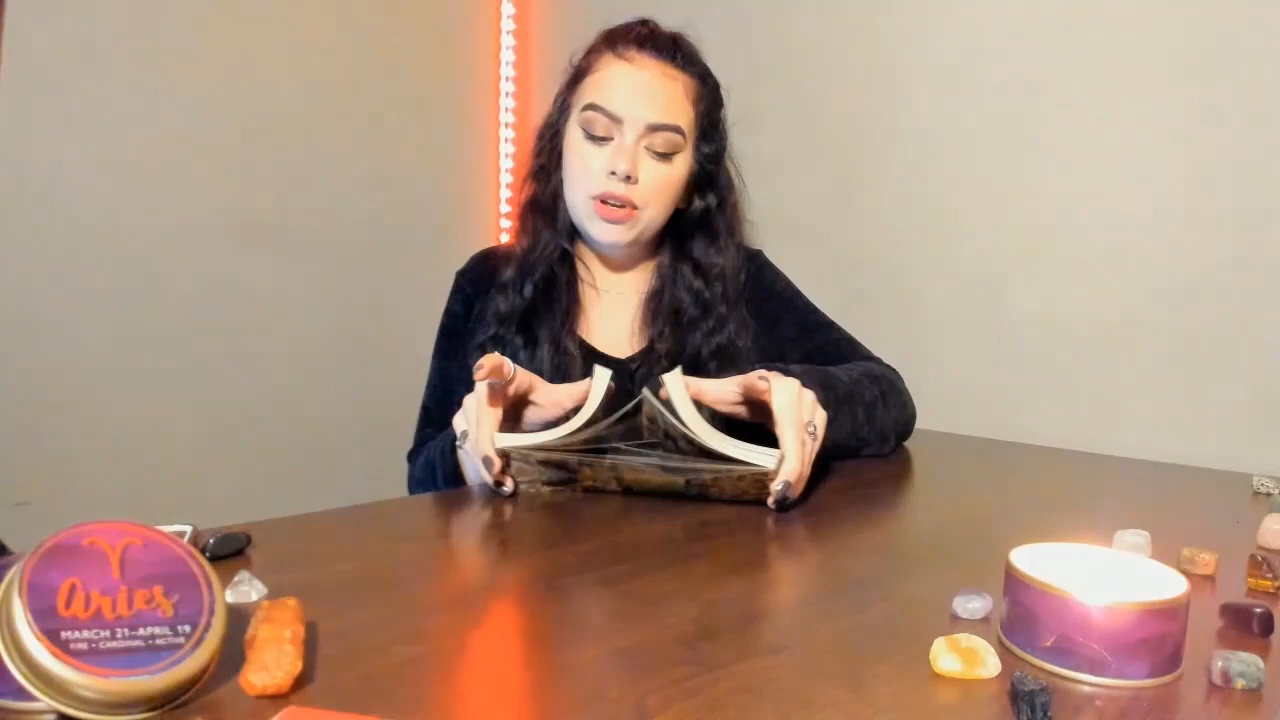 Aries
MARCH 21–APRIL 19
FIRE • CARDINAL • ACTIVE